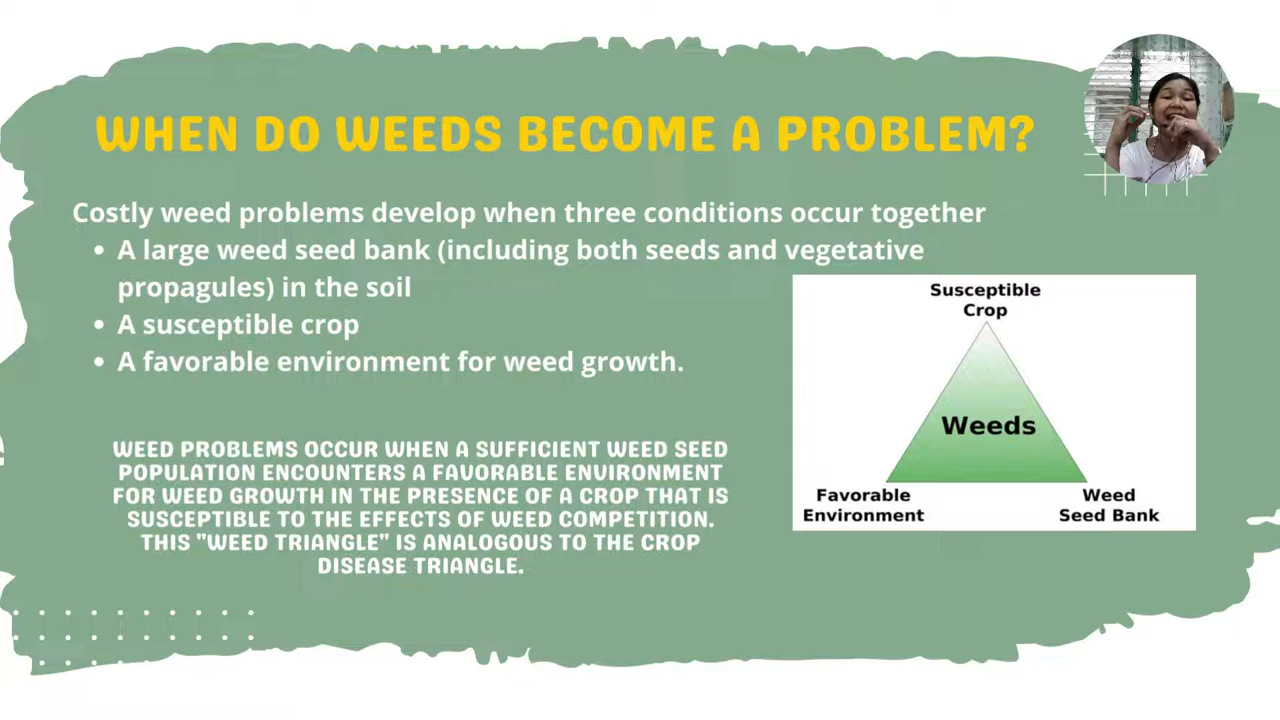 WHEN DO WEEDS BECOME A PROBLEM?
Costly weed problems develop when three conditions occur together
• A large weed seed bank (including both seeds and vegetative
propagules) in the soil
• A susceptible crop
• A favorable environment for weed growth.
WEED PROBLEMS OCCUR WHEN A SUFFICIENT WEED SEED
POPULATION ENCOUNTERS A FAVORABLE ENVIRONMENT
FOR WEED GROWTH IN THE PRESENCE OF A CROP THAT IS
SUSCEPTIBLE TO THE EFFECTS OF WEED COMPETITION.
THIS "WEED TRIANGLE" IS ANALOGOUS TO THE CROP
DISEASE TRIANGLE.
Susceptible
Crop
Weeds
Favorable
Environment
Weed
Seed Bank